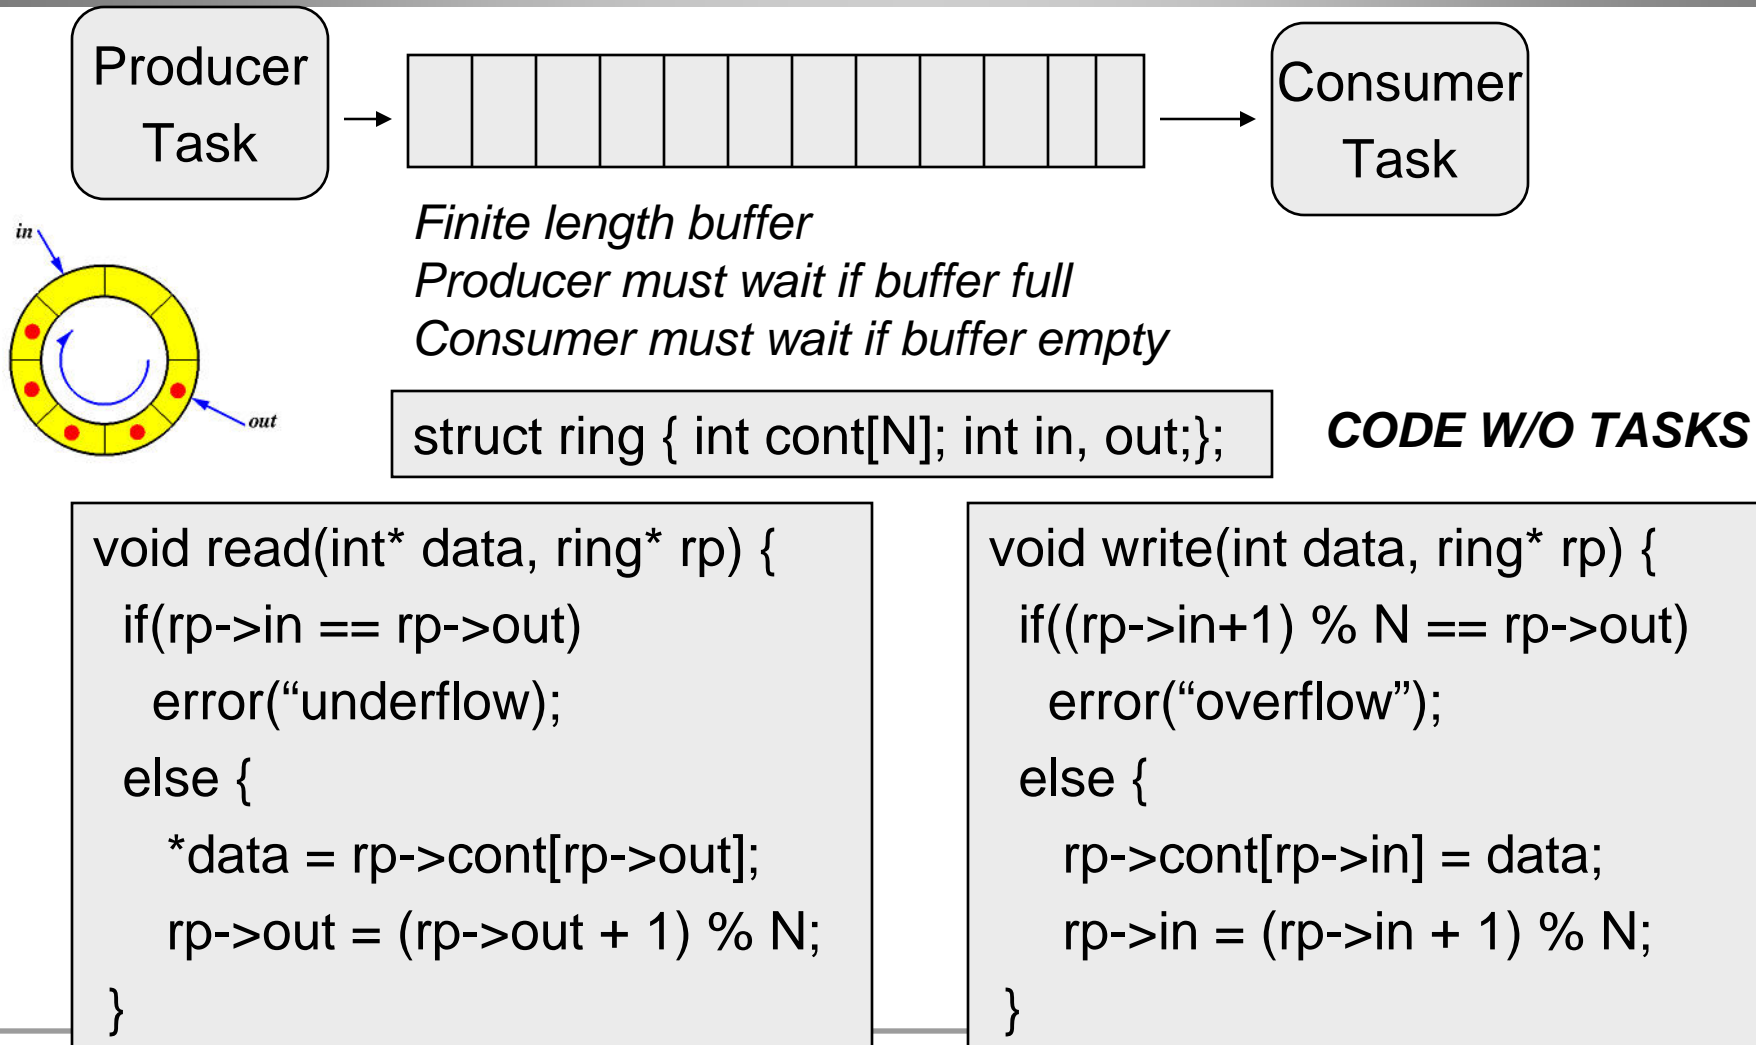 Producer
Task
Consumer
Task
in
out
Finite length buffer
Producer must wait if buffer full
Consumer must wait if buffer empty
struct ring { int cont[N]; int in, out;};
CODE W/O TASKS
void read(int* data, ring* rp) {
if(rp->in == rp->out)
error(“underflow);
else {
*data = rp->cont[rp->out];
rp->out = (rp->out + 1) % N;
}
void write(int data, ring* rp) {
if((rp->in+1) % N == rp->out)
error(“overflow”);
else {
rp->cont[rp->in] = data;
rp->in = (rp->in + 1) % N;
}